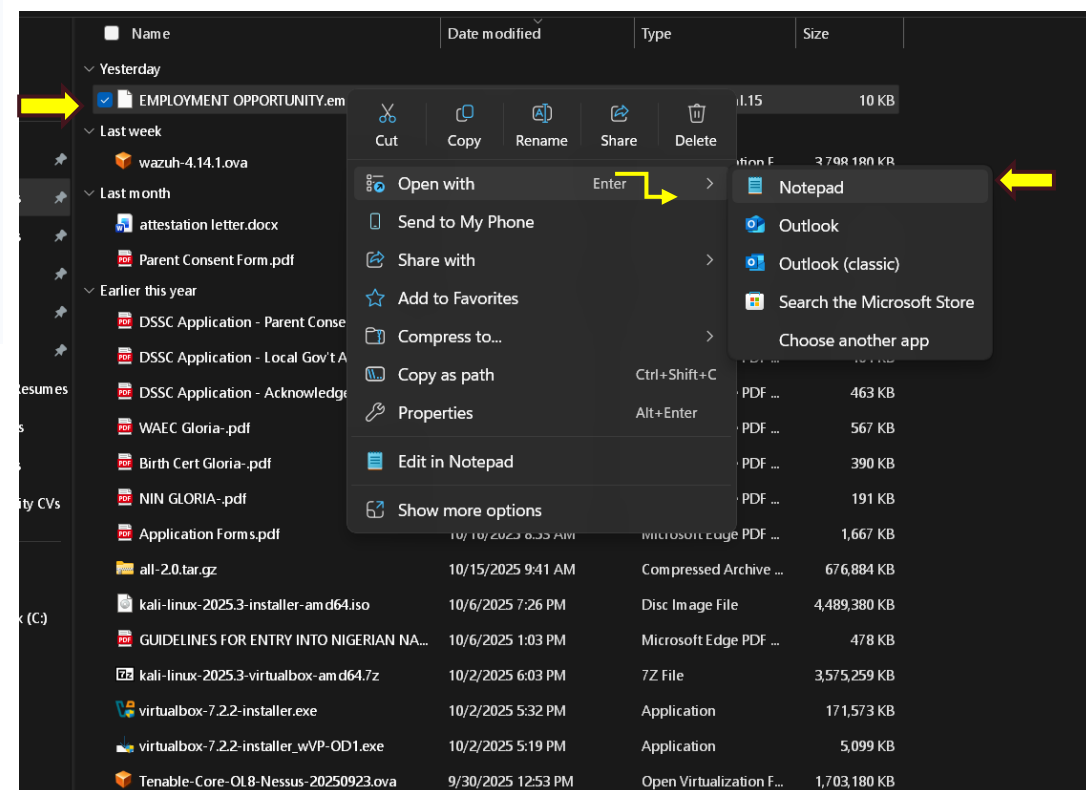 Name Date modified Type Size
Yesterday
EMPLOYMENT OPPORTUNITY.em l.15 10 KB
Cut Copy Rename Share Delete
Last week
wazuh-4.14.1.ova 3,798,180 KB
Open with Enter
Notepad
Last month
attestation letter.docx
Send to My Phone
Outlook
Parent Consent Form.pdf
Share with
Outlook (classic)
Earlier this year
Add to Favorites
Search the Microsoft Store
DSSC Application - Parent Conse
Compress to...
Choose another app
DSSC Application - Local Gov't A
Copy as path Ctrl+Shift+C
Resumes
DSSC Application - Acknowledge PDF ... 463 KB
Properties Alt+Enter
WAEC Gloria-.pdf PDF ... 567 KB
Birth Cert Gloria-.pdf PDF ... 390 KB
Edit in Notepad
NIN GLORIA-.pdf PDF ... 191 KB
ity CVs
Show more options
Application Forms.pdf 10/16/2025 8:53 AM Microsoft Edge PDF ... 1,667 KB
all-2.0.tar.gz 10/15/2025 9:41 AM Compressed Archive ... 676,884 KB
kali-linux-2025.3-installer-amd64.iso 10/6/2025 7:26 PM Disc Image File 4,489,380 KB
(C:)
GUIDELINES FOR ENTRY INTO NIGERIAN NA... 10/6/2025 1:03 PM Microsoft Edge PDF ... 478 KB
kali-linux-2025.3-virtualbox-amd64.7z 10/2/2025 6:03 PM 7Z File 3,575,259 KB
virtualbox-7.2.2-installer.exe 10/2/2025 5:32 PM Application 171,573 KB
virtualbox-7.2.2-installer_wVP-OD1.exe 10/2/2025 5:19 PM Application 5,099 KB
Tenable-Core-OL8-Nessus-20250923.ova 9/30/2025 12:53 PM Open Virtualization F... 1,703,180 KB